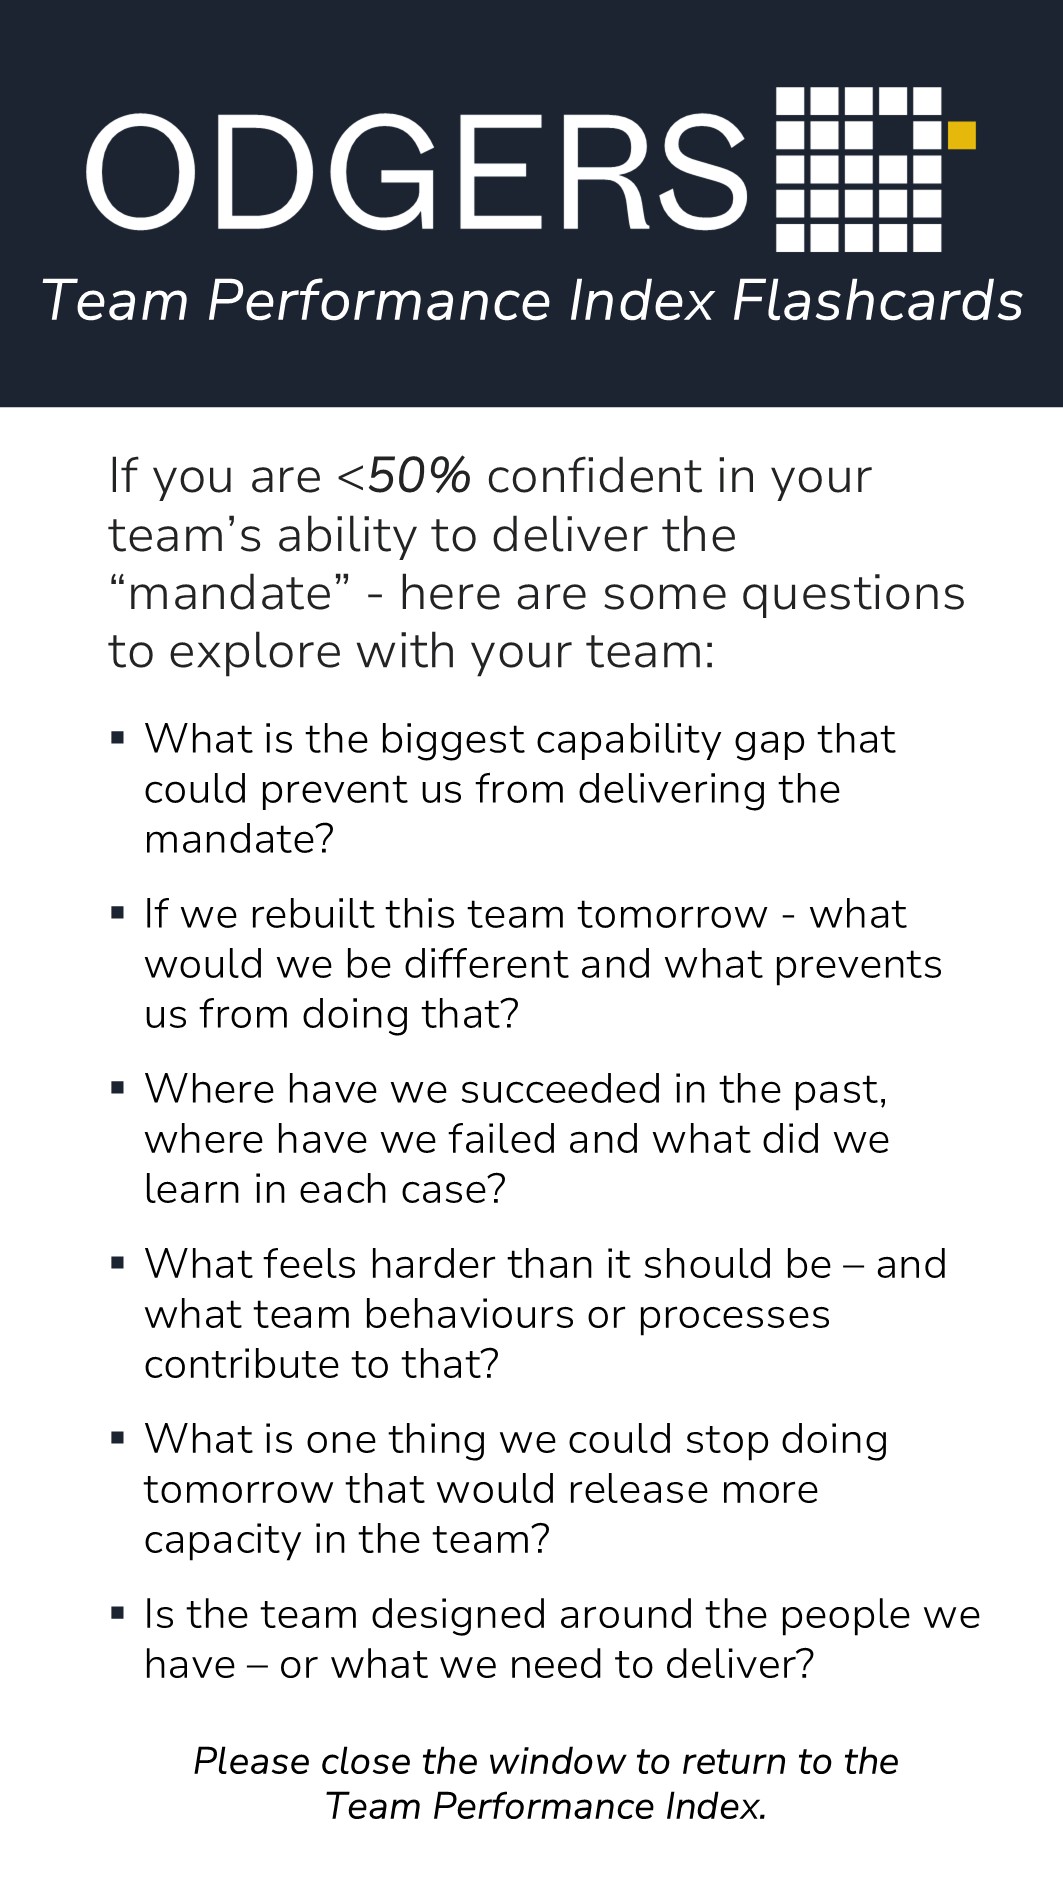 ODGERS
Team Performance Index Flashcards
If you are <50% confident in your
team’s ability to deliver the
“mandate” - here are some questions
to explore with your team:
▪ What is the biggest capability gap that
could prevent us from delivering the
mandate?
▪ If we rebuilt this team tomorrow - what
would we be different and what prevents
us from doing that?
▪ Where have we succeeded in the past,
where have we failed and what did we
learn in each case?
▪ What feels harder than it should be – and
what team behaviours or processes
contribute to that?
▪ What is one thing we could stop doing
tomorrow that would release more
capacity in the team?
▪ Is the team designed around the people we
have – or what we need to deliver?
Please close the window to return to the
Team Performance Index.